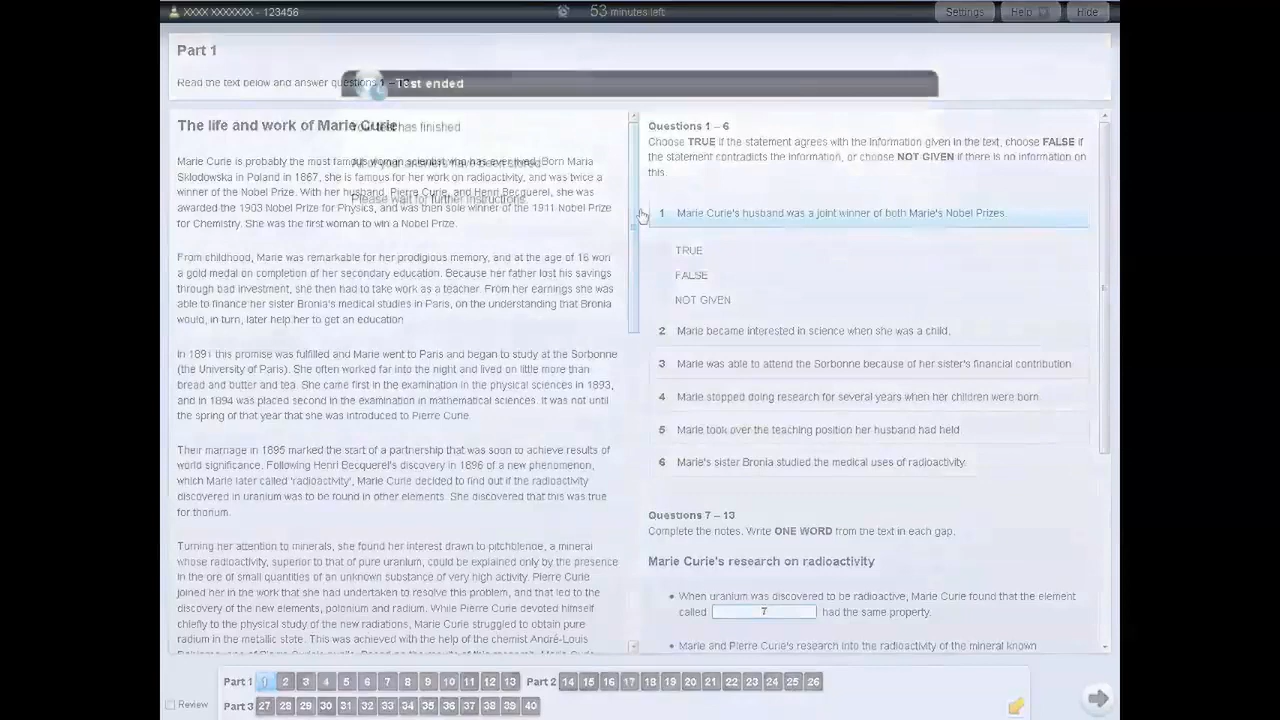 XXXX XXXXXXX - 123456
53 minutes left
Settings
Help
Hide
Part 1
Read the text below and answer questions 1 – 13
Test ended
Your test has finished
All of your answers have been stored
Please wait for further instructions.
The life and work of Marie Curie
Marie Curie is probably the most famous woman scientist who has ever lived. Born Maria
Sklodowska in Poland in 1867, she is famous for her work on radioactivity, and was twice a
winner of the Nobel Prize. With her husband, Pierre Curie, and Henri Becquerel, she was
awarded the 1903 Nobel Prize for Physics, and was then sole winner of the 1911 Nobel Prize
for Chemistry. She was the first woman to win a Nobel Prize.
From childhood, Marie was remarkable for her prodigious memory, and at the age of 16 won
a gold medal on completion of her secondary education. Because her father lost his savings
through bad investment, she then had to take work as a teacher. From her earnings she was
able to finance her sister Bronia's medical studies in Paris, on the understanding that Bronia
would, in turn, later help her to get an education
In 1891 this promise was fulfilled and Marie went to Paris and began to study at the Sorbonne
(the University of Paris). She often worked far into the night and lived on little more than
bread and butter and tea. She came first in the examination in the physical sciences in 1893,
and in 1894 was placed second in the examination in mathematical sciences. It was not until
the spring of that year that she was introduced to Pierre Curie.
Their marriage in 1895 marked the start of a partnership that was soon to achieve results of
world significance. Following Henri Becquerel's discovery in 1896 of a new phenomenon,
which Marie later called 'radioactivity', Marie Curie decided to find out if the radioactivity
discovered in uranium was to be found in other elements. She discovered that this was true
for thorium.
Turning her attention to minerals, she found her interest drawn to pitchblende, a mineral
whose radioactivity, superior to that of pure uranium, could be explained only by the presence
in the ore of small quantities of an unknown substance of very high activity. Pierre Curie
joined her in the work that she had undertaken to resolve this problem, and that led to the
discovery of the new elements, polonium and radium. While Pierre Curie devoted himself
chiefly to the physical study of the new radiations, Marie Curie struggled to obtain pure
radium in the metallic state. This was achieved with the help of the chemist André-Louis
Questions 1 – 6
Choose TRUE if the statement agrees with the information given in the text, choose FALSE if
the statement contradicts the information, or choose NOT GIVEN if there is no information on
this.
1 Marie Curie's husband was a joint winner of both Marie's Nobel Prizes.
TRUE
FALSE
NOT GIVEN
2 Marie became interested in science when she was a child.
3 Marie was able to attend the Sorbonne because of her sister's financial contribution
4 Marie stopped doing research for several years when her children were born.
5 Marie took over the teaching position her husband had held
6 Marie's sister Bronia studied the medical uses of radioactivity.
Questions 7 – 13
Complete the notes. Write ONE WORD from the text in each gap.
Marie Curie's research on radioactivity
• When uranium was discovered to be radioactive, Marie Curie found that the element
called 7 had the same property.
• Marie and Pierre Curie's research into the radioactivity of the mineral known
Part 1 1 2 3 4 5 6 7 8 9 10 11 12 13 Part 2 14 15 16 17 18 19 20 21 22 23 24 25 26
Review
Part 3 27 28 29 30 31 32 33 34 35 36 37 38 39 40